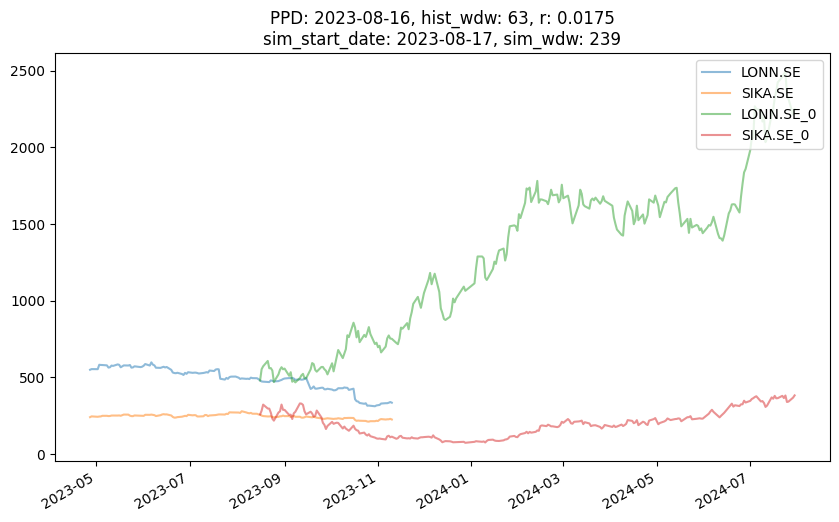 PPD: 2023-08-16, hist_wdw: 63, r: 0.0175
sim_start_date: 2023-08-17, sim_wdw: 239
2500
2000
1500
1000
500
0
LONN.SE
SIKA.SE
LONN.SE_0
SIKA.SE_0
2023-05
2023-07
2023-09
2023-11
2024-01
2024-03
2024-05
2024-07